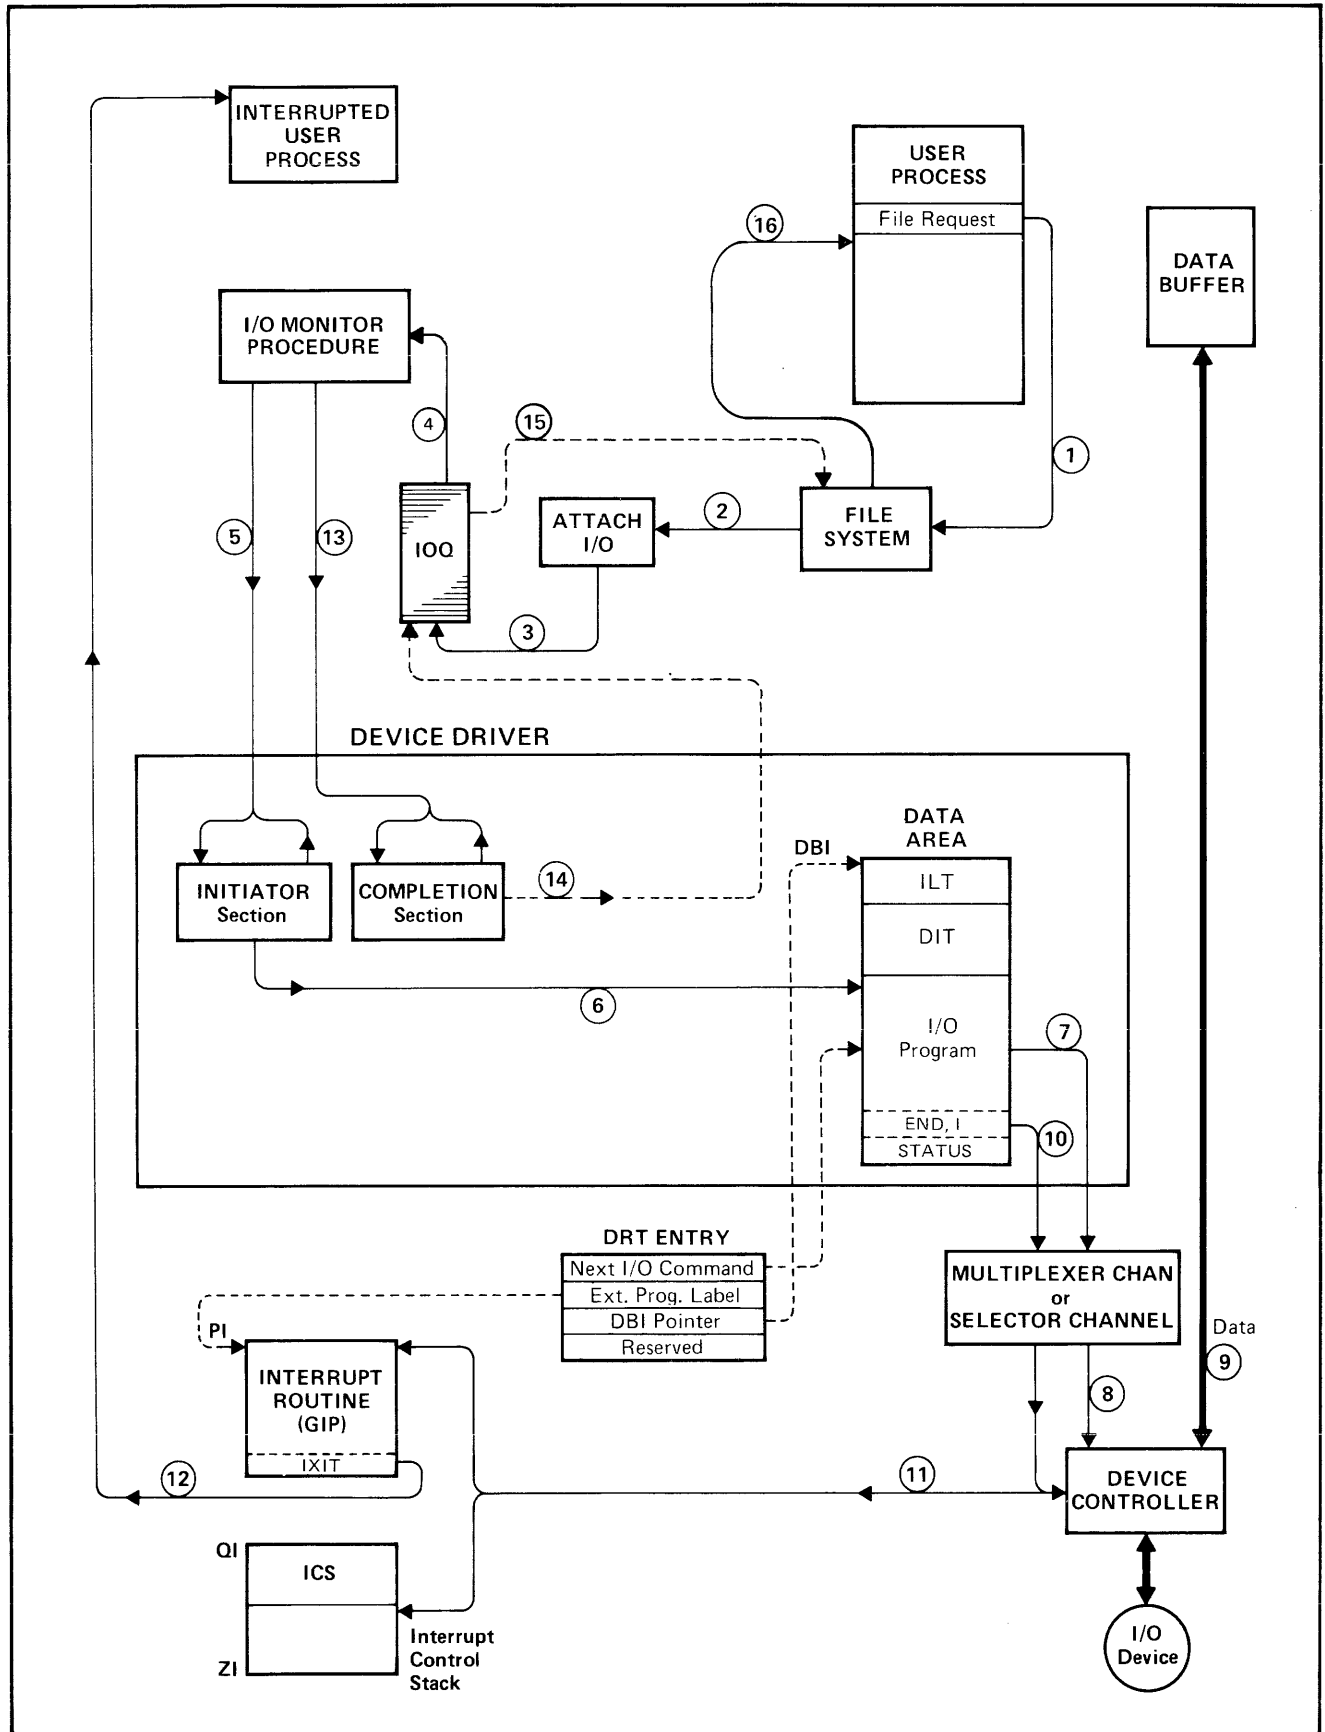 INTERRUPTED
USER
PROCESS
USER
PROCESS
File Request
16
DATA
BUFFER
I/O MONITOR
PROCEDURE
4
15
1
5
13
IOQ
ATTACH
I/O
2
FILE
SYSTEM
3
DEVICE DRIVER
DATA
AREA
DBI
ILT
INITIATOR
Section
COMPLETION
Section
14
DIT
6
I/O
Program
7
END, I
10
STATUS
DRT ENTRY
Next I/O Command
Ext. Prog. Label
DBI Pointer
Reserved
MULTIPLEXER CHAN
or
SELECTOR CHANNEL
Data
9
PI
INTERRUPT
ROUTINE
(GIP)
IXIT
8
12
11
DEVICE
CONTROLLER
QI
ICS
ZI
Interrupt
Control
Stack
I/O
Device